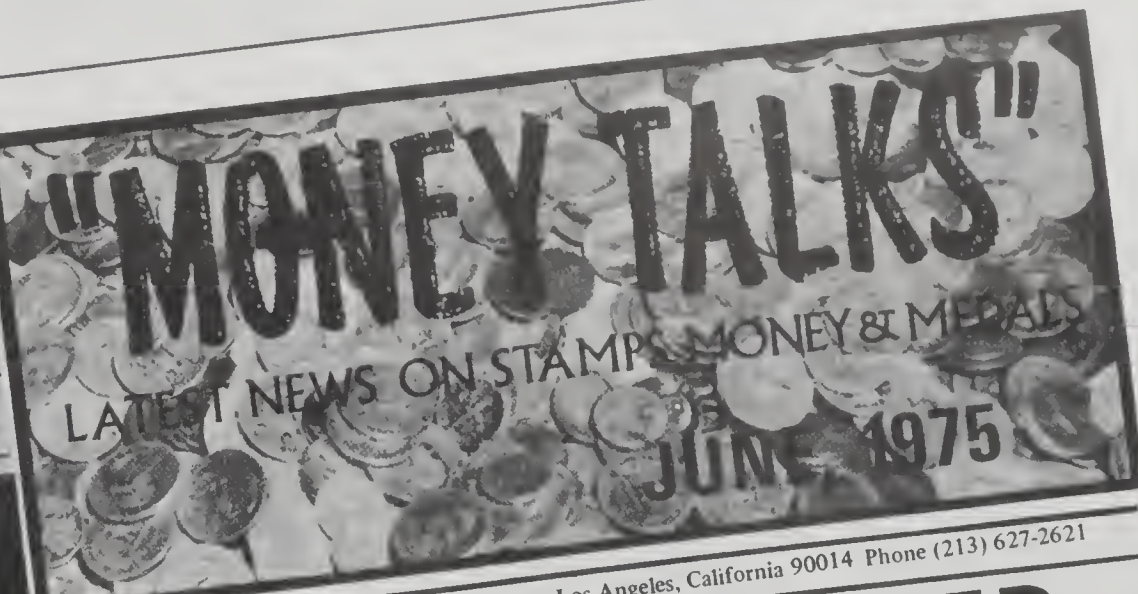 "MONEY TALKS"
LATEST NEWS ON STAMPS MONEY & MEDALS
JUNE 1975
Los Angeles, California 90014 Phone (213) 627-2621